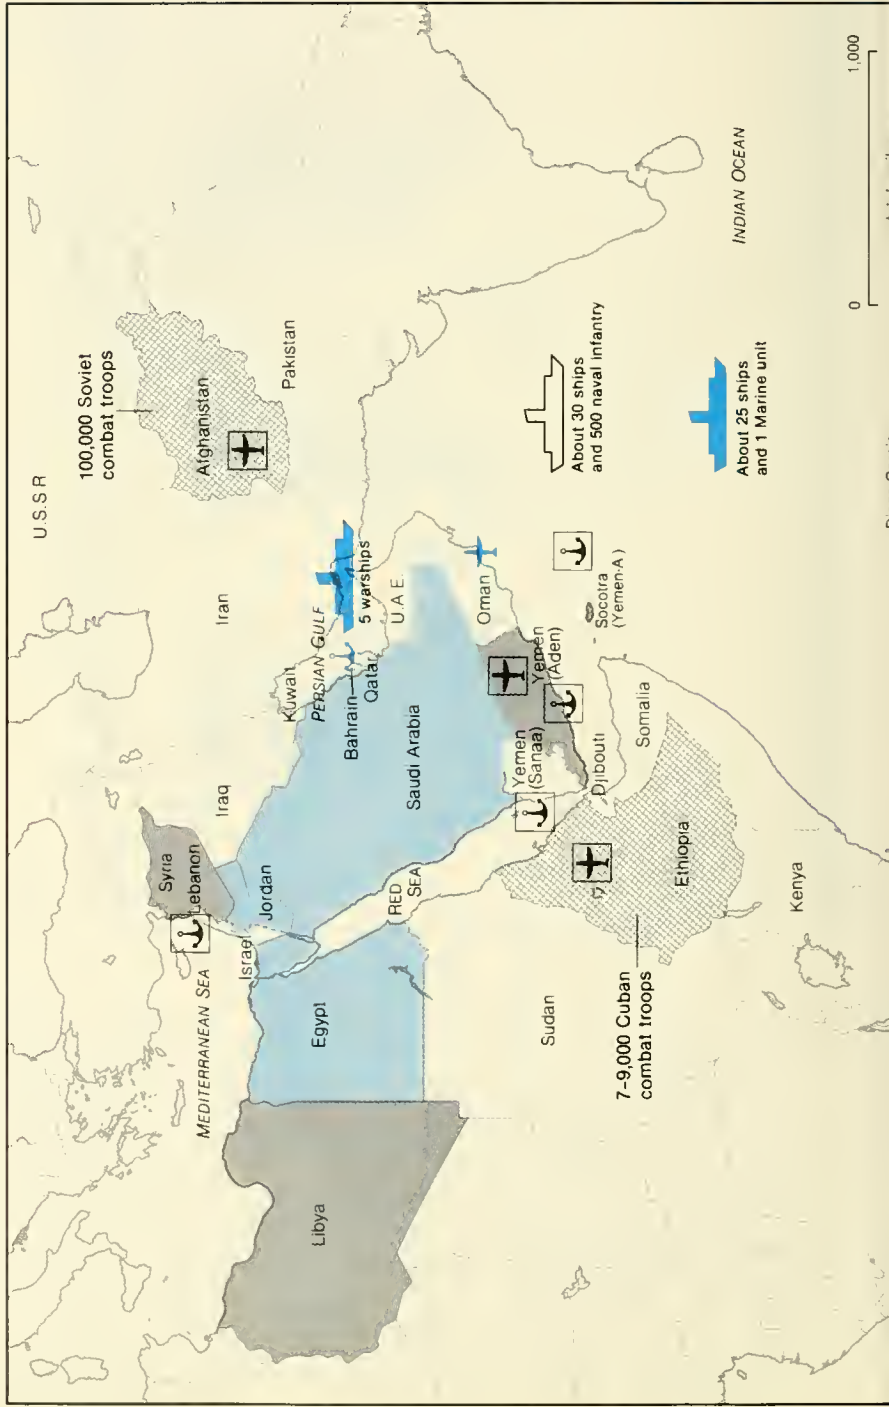 U.S.S R
100,000 Soviet
combat troops
Afghanistan
Pakistan
Iran
Iraq
Syria
Lebanon
Israel
Jordan
MEDITERRANEAN SEA
Kuwait
PERSIAN GULF
5 warships
Bahrain
Qatar
U.A E.
Saudi Arabia
Egypt
Libya
RED
SEA
Oman
Yemen
(Sanaa)
Yemen
(Aden)
Socotra
(Yemen-A)
Djibouti
Somalia
Sudan
Ethiopia
7–9,000 Cuban
combat troops
Kenya
About 30 ships
and 500 naval infantry
About 25 ships
and 1 Marine unit
INDIAN OCEAN
0
1,000